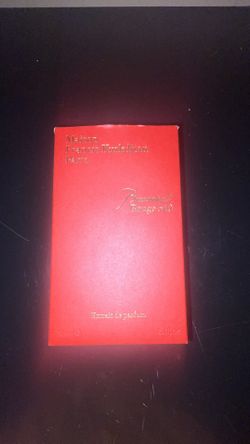 Maison
Francis Kurkdjian
Paris
Baccarat
Rouge 540
Extrait de parfum